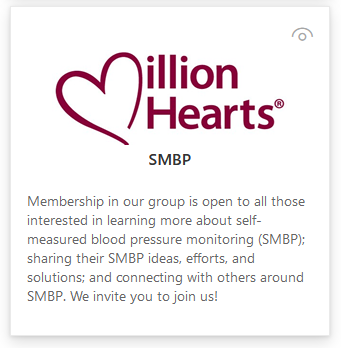 Million
Hearts®
SMBP
Membership in our group is open to all those
interested in learning more about self-
measured blood pressure monitoring (SMBP);
sharing their SMBP ideas, efforts, and
solutions; and connecting with others around
SMBP. We invite you to join us!